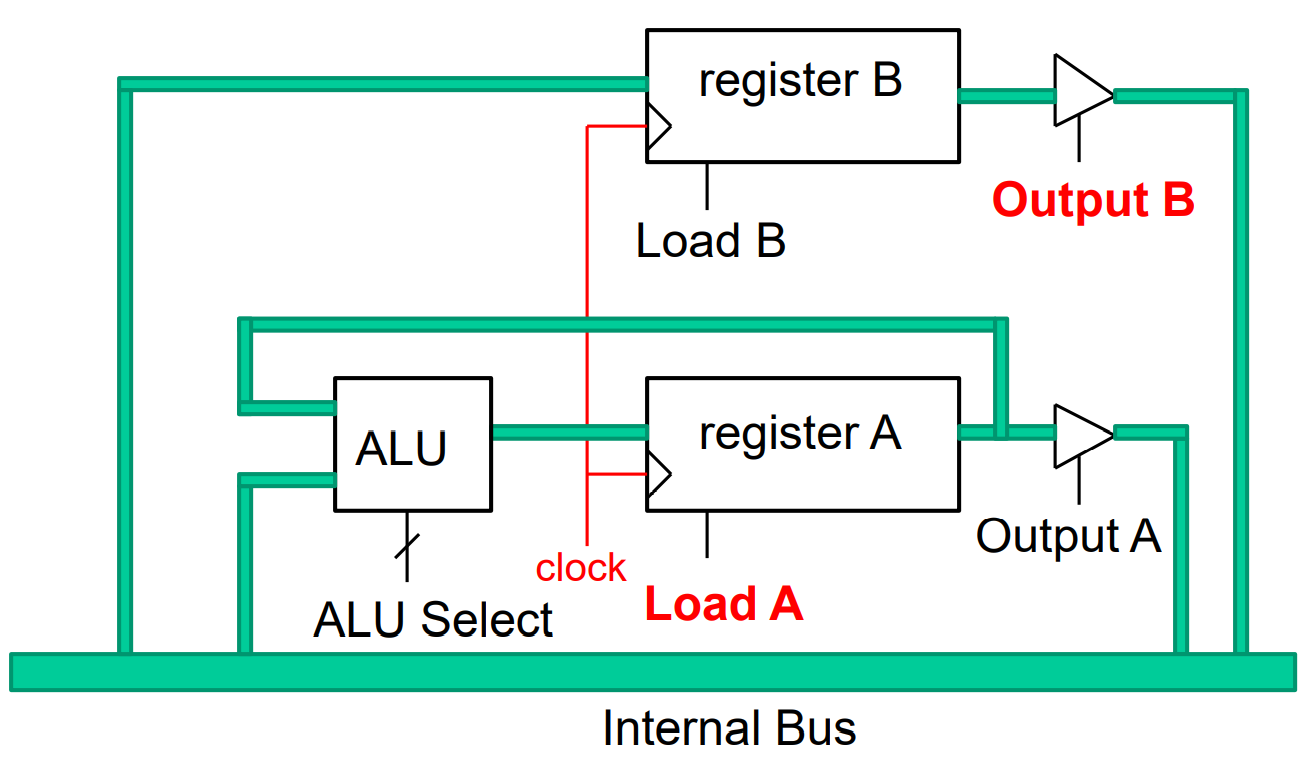 register B
Output B
Load B
register A
ALU
Output A
clock
Load A
ALU Select
Internal Bus